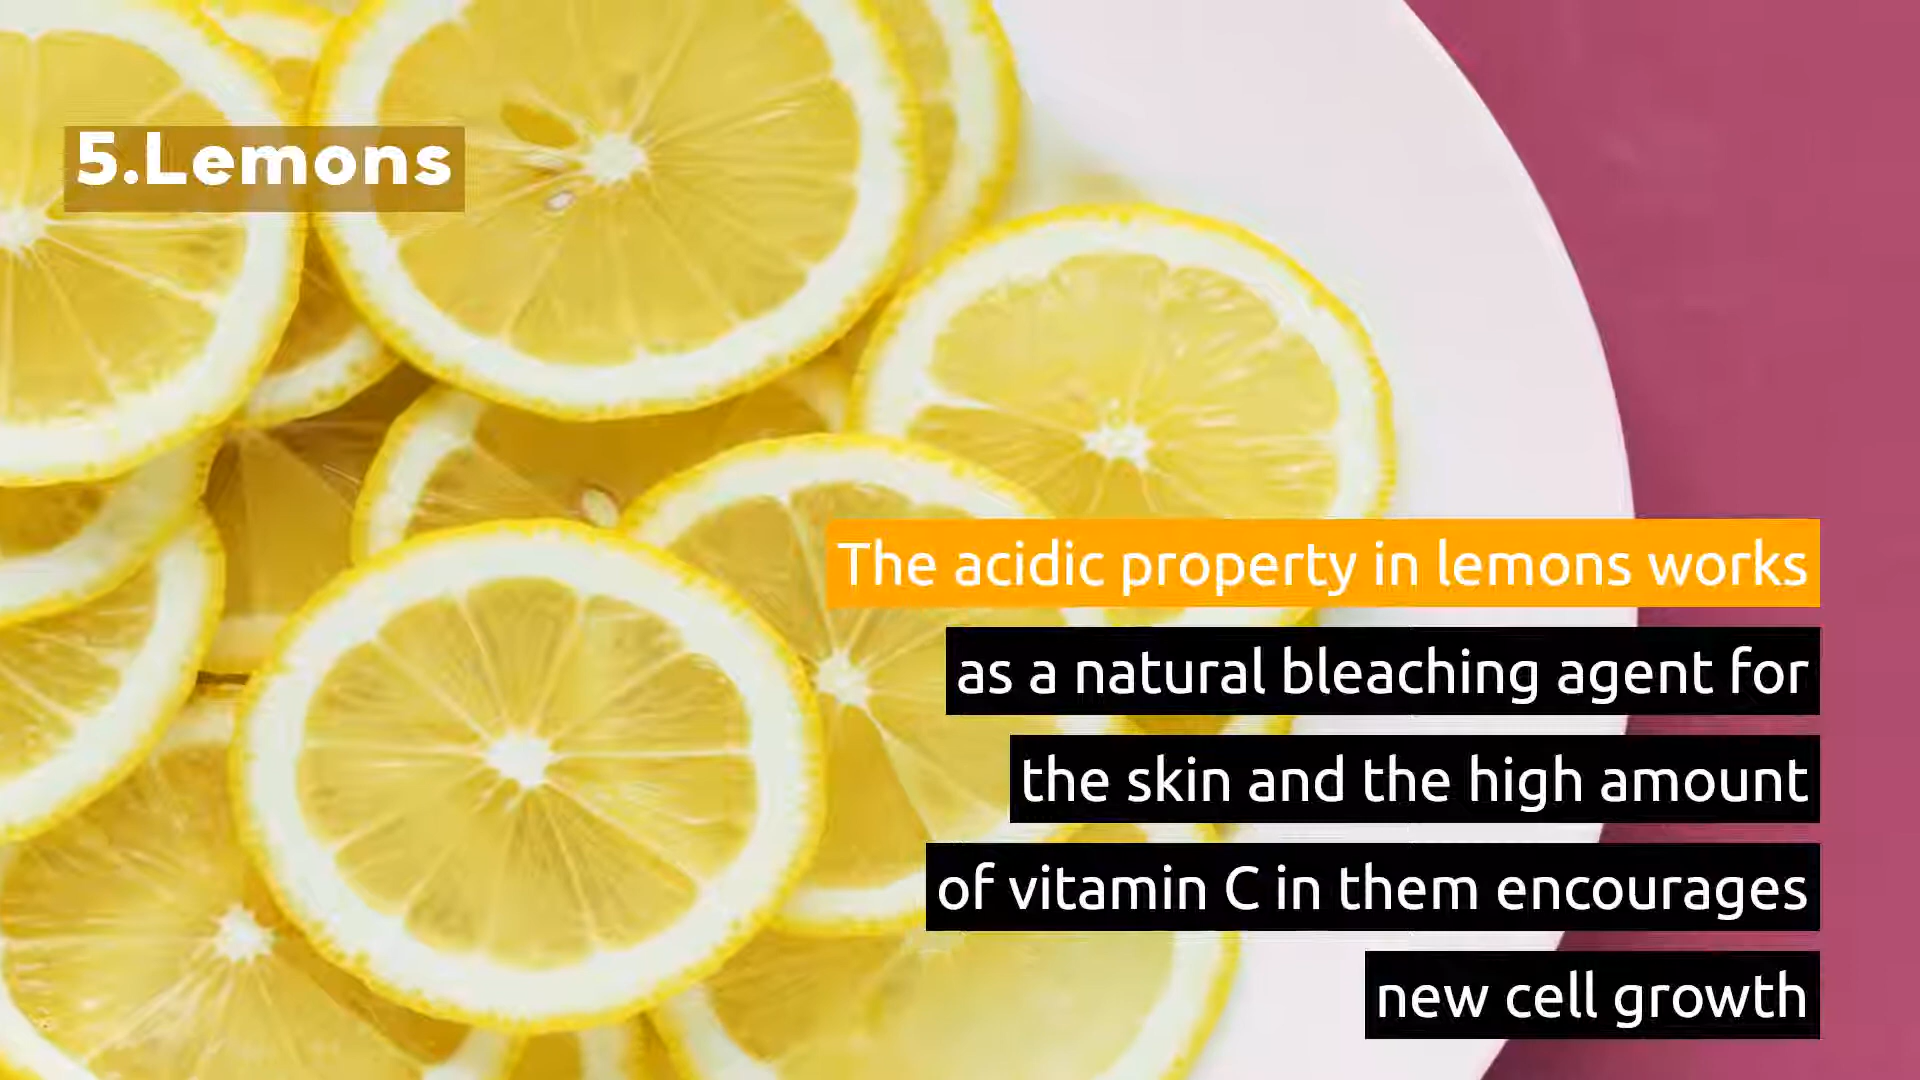 5.Lemons
The acidic property in lemons works
as a natural bleaching agent for
the skin and the high amount
of vitamin C in them encourages
new cell growth